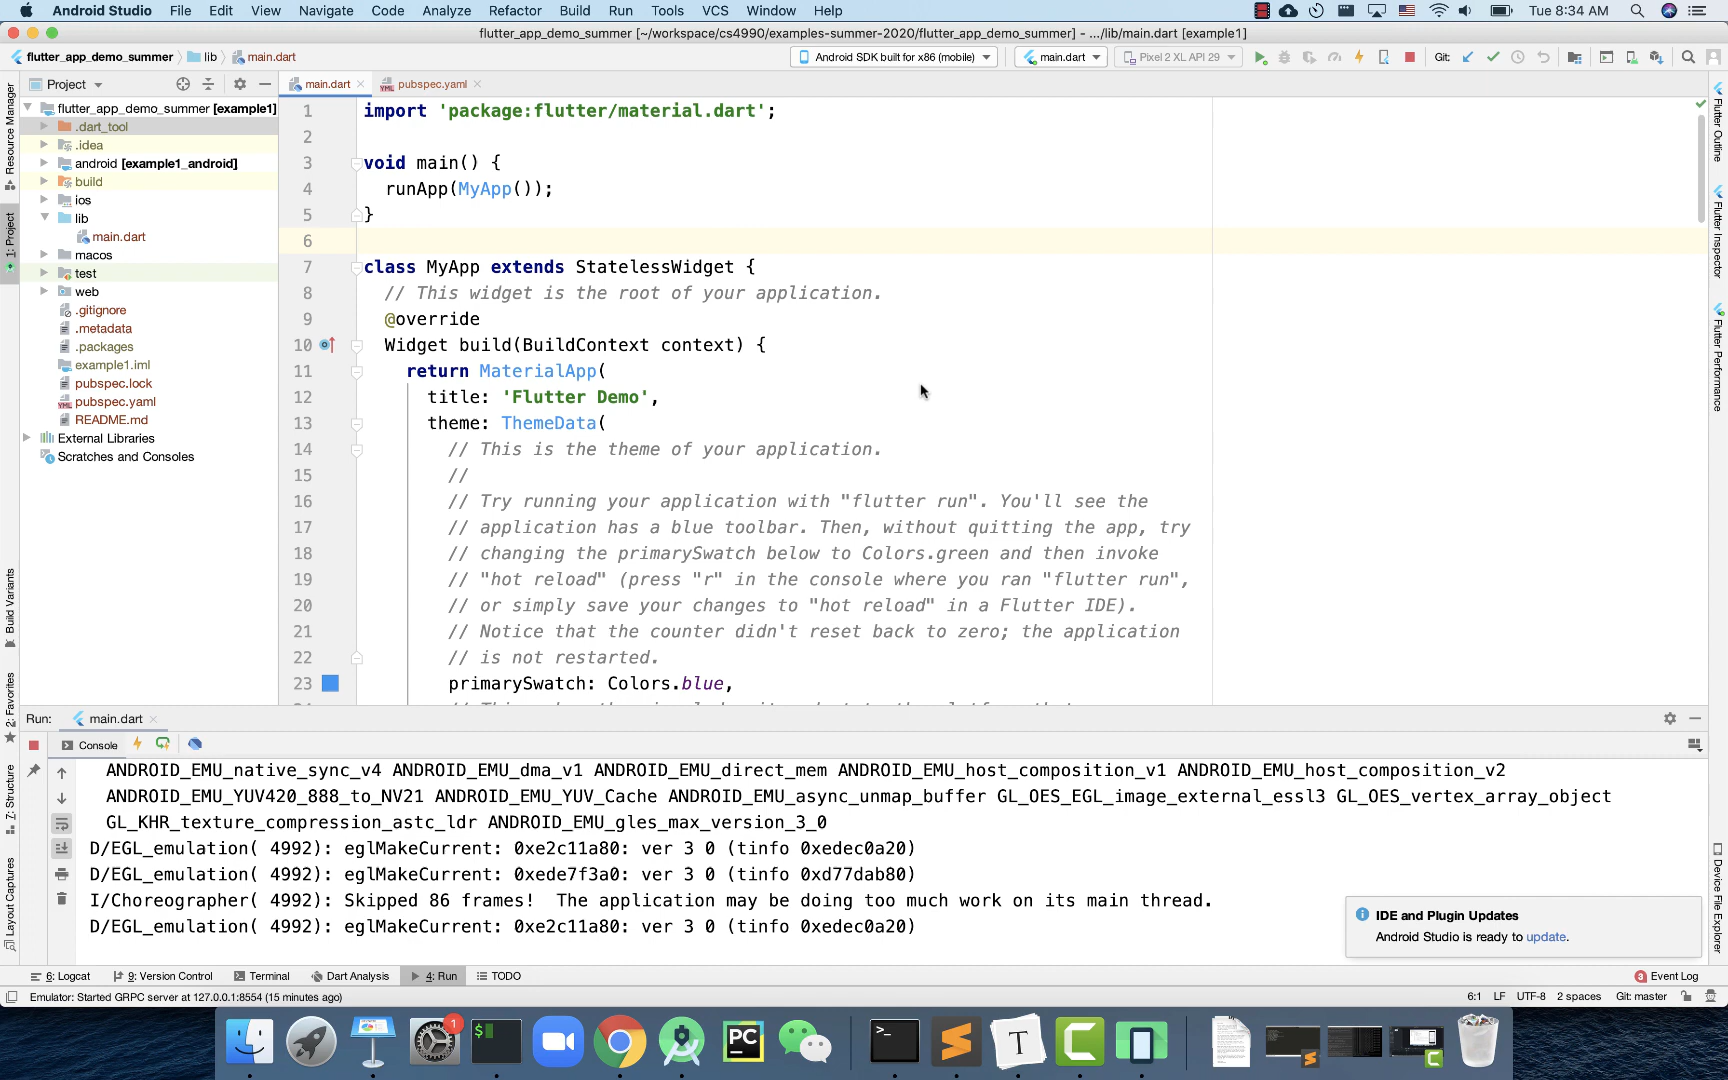 Android Studio File Edit View Navigate Code Analyze Refactor Build Run Tools VCS Window Help Tue 8:34 AM
flutter_app_demo_summer [~/workspace/cs4990/examples-summer-2020/flutter_app_demo_summer] - .../lib/main.dart [example1]
flutter_app_demo_summer lib main.dart Android SDK built for x86 (mobile) main.dart Pixel 2 XL API 29 Git:
Project main.dart pubspec.yaml
flutter_app_demo_summer [example1]
.dart_tool
.idea
android [example1_android]
build
ios
lib
main.dart
macos
test
web
.gitignore
.metadata
.packages
example1.iml
pubspec.lock
pubspec.yaml
README.md
External Libraries
Scratches and Consoles
Resource Manager
1: Project
Build Variants
2: Favorites
Z: Structure
Layout Captures
1 import 'package:flutter/material.dart';
2
3 void main() {
4 runApp(MyApp());
5 }
6
7 class MyApp extends StatelessWidget {
8 // This widget is the root of your application.
9 @override
10 Widget build(BuildContext context) {
11 return MaterialApp(
12 title: 'Flutter Demo',
13 theme: ThemeData(
14 // This is the theme of your application.
15 //
16 // Try running your application with "flutter run". You'll see the
17 // application has a blue toolbar. Then, without quitting the app, try
18 // changing the primarySwatch below to Colors.green and then invoke
19 // "hot reload" (press "r" in the console where you ran "flutter run",
20 // or simply save your changes to "hot reload" in a Flutter IDE).
21 // Notice that the counter didn't reset back to zero; the application
22 // is not restarted.
23 primarySwatch: Colors.blue,
Flutter Outline
Flutter Inspector
Flutter Performance
Device File Explorer
Run: main.dart
Console
ANDROID_EMU_native_sync_v4 ANDROID_EMU_dma_v1 ANDROID_EMU_direct_mem ANDROID_EMU_host_composition_v1 ANDROID_EMU_host_composition_v2
ANDROID_EMU_YUV420_888_to_NV21 ANDROID_EMU_YUV_Cache ANDROID_EMU_async_unmap_buffer GL_OES_EGL_image_external_essl3 GL_OES_vertex_array_object
GL_KHR_texture_compression_astc_ldr ANDROID_EMU_gles_max_version_3_0
D/EGL_emulation( 4992): eglMakeCurrent: 0xe2c11a80: ver 3 0 (tinfo 0xedec0a20)
D/EGL_emulation( 4992): eglMakeCurrent: 0xede7f3a0: ver 3 0 (tinfo 0xd77dab80)
I/Choreographer( 4992): Skipped 86 frames!  The application may be doing too much work on its main thread.
D/EGL_emulation( 4992): eglMakeCurrent: 0xe2c11a80: ver 3 0 (tinfo 0xedec0a20)
IDE and Plugin Updates
Android Studio is ready to update.
6: Logcat 9: Version Control Terminal Dart Analysis 4: Run TODO 3 Event Log
Emulator: Started GRPC server at 127.0.0.1:8554 (15 minutes ago) 6:1 LF UTF-8 2 spaces Git: master
1
$
PC
>_
T